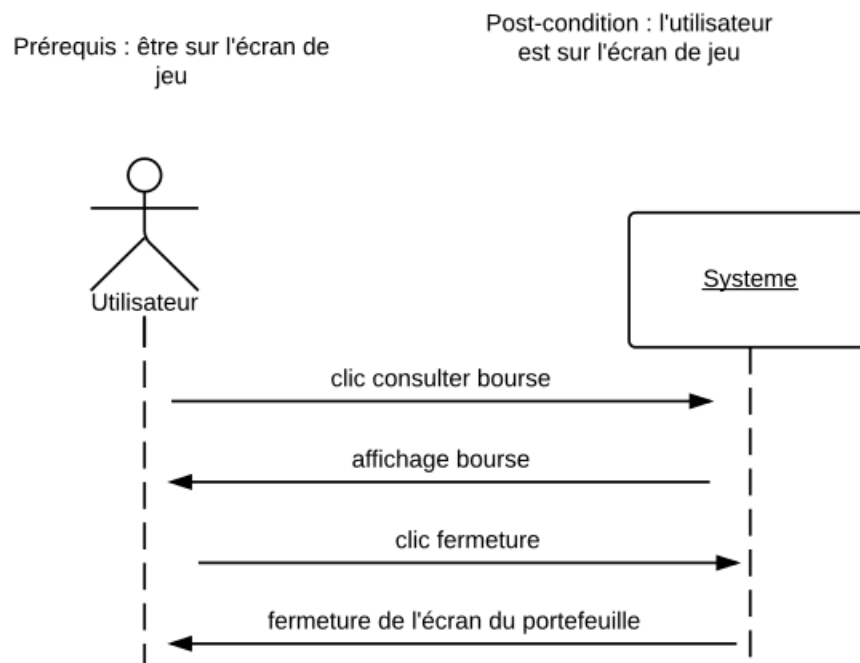 Prérequis : être sur l'écran de
jeu
Post-condition : l'utilisateur
est sur l'écran de jeu
Utilisateur
Systeme
clic consulter bourse
affichage bourse
clic fermeture
fermeture de l'écran du portefeuille